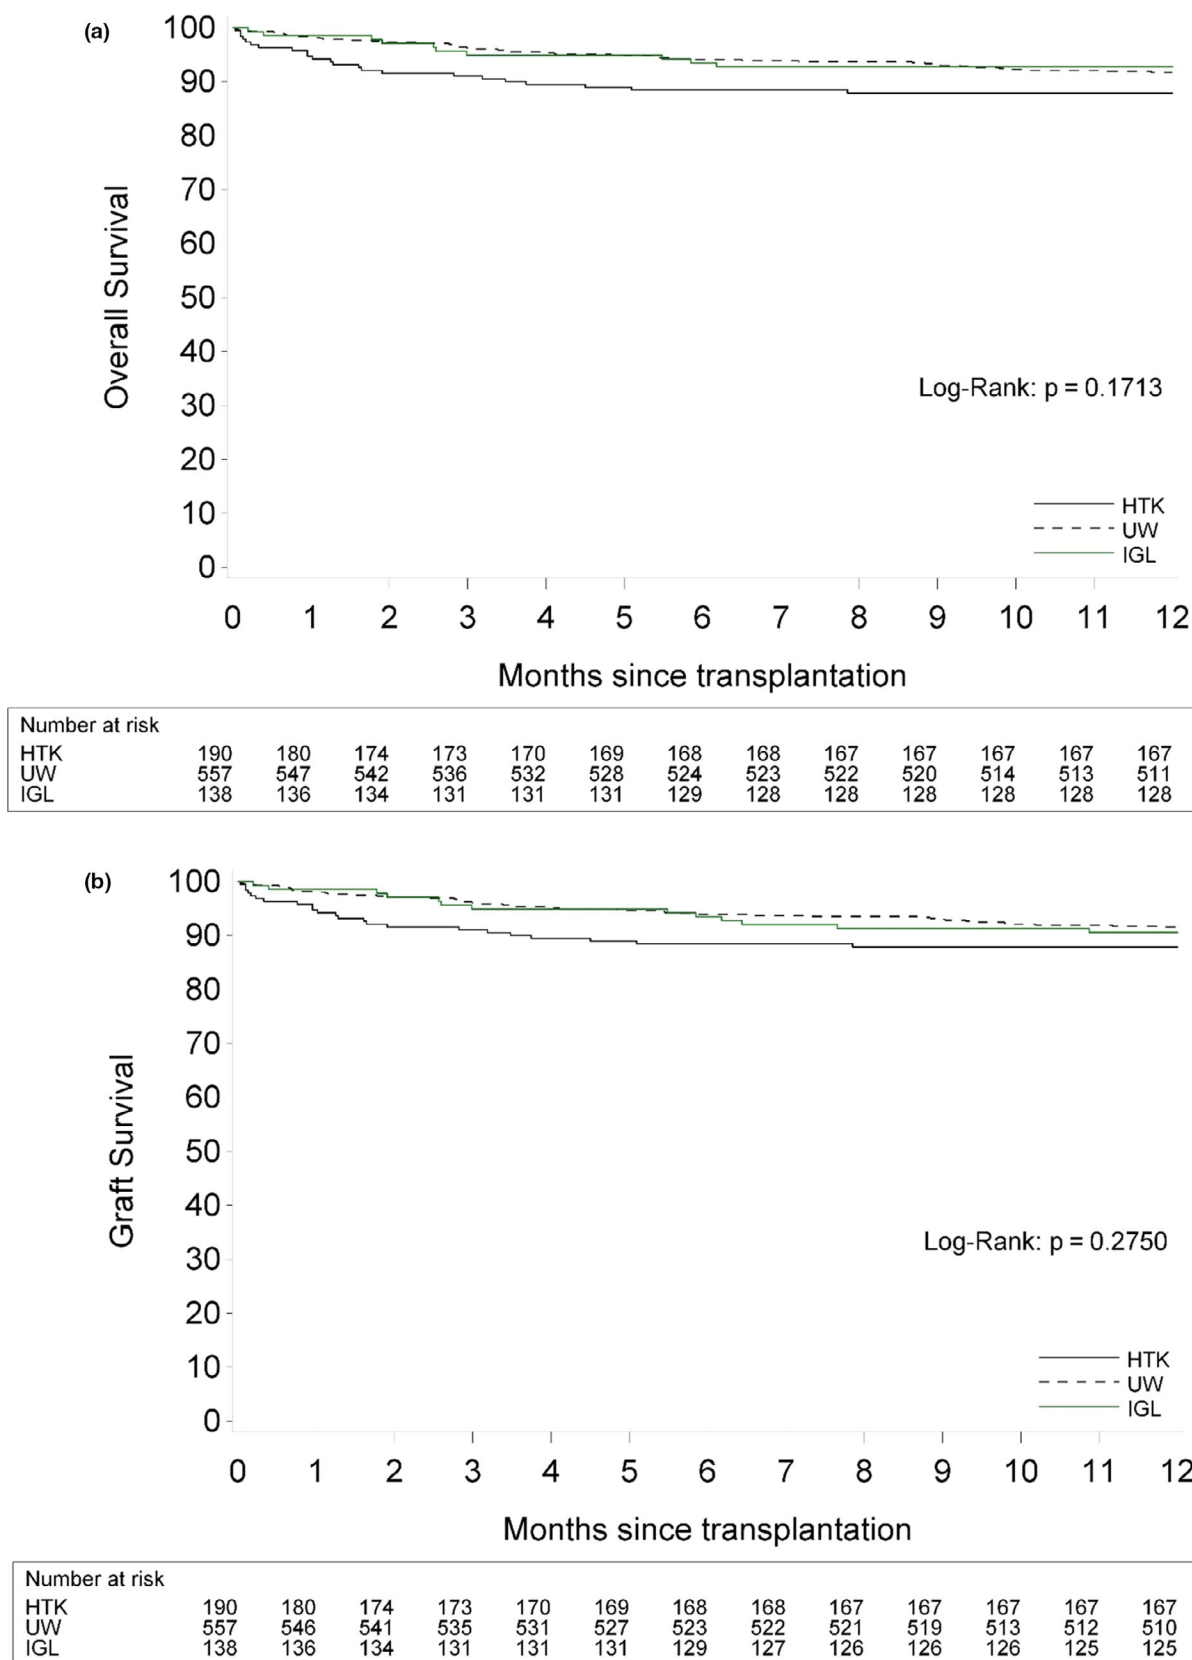 (a)
100
90
80
70
60
50
40
30
20
10
0
Overall Survival
Log-Rank: p = 0.1713
HTK
UW
IGL
0 1 2 3 4 5 6 7 8 9 10 11 12
Months since transplantation
Number at risk
HTK 190 180 174 173 170 169 168 168 167 167 167 167 167
UW 557 547 542 536 532 528 524 523 522 520 514 513 511
IGL 138 136 134 131 131 131 129 128 128 128 128 128 128
(b)
100
90
80
70
60
50
40
30
20
10
0
Graft Survival
Log-Rank: p = 0.2750
HTK
UW
IGL
0 1 2 3 4 5 6 7 8 9 10 11 12
Months since transplantation
Number at risk
HTK 190 180 174 173 170 169 168 168 167 167 167 167 167
UW 557 546 541 535 531 527 523 522 521 519 513 512 510
IGL 138 136 134 131 131 131 129 127 126 126 126 125 125